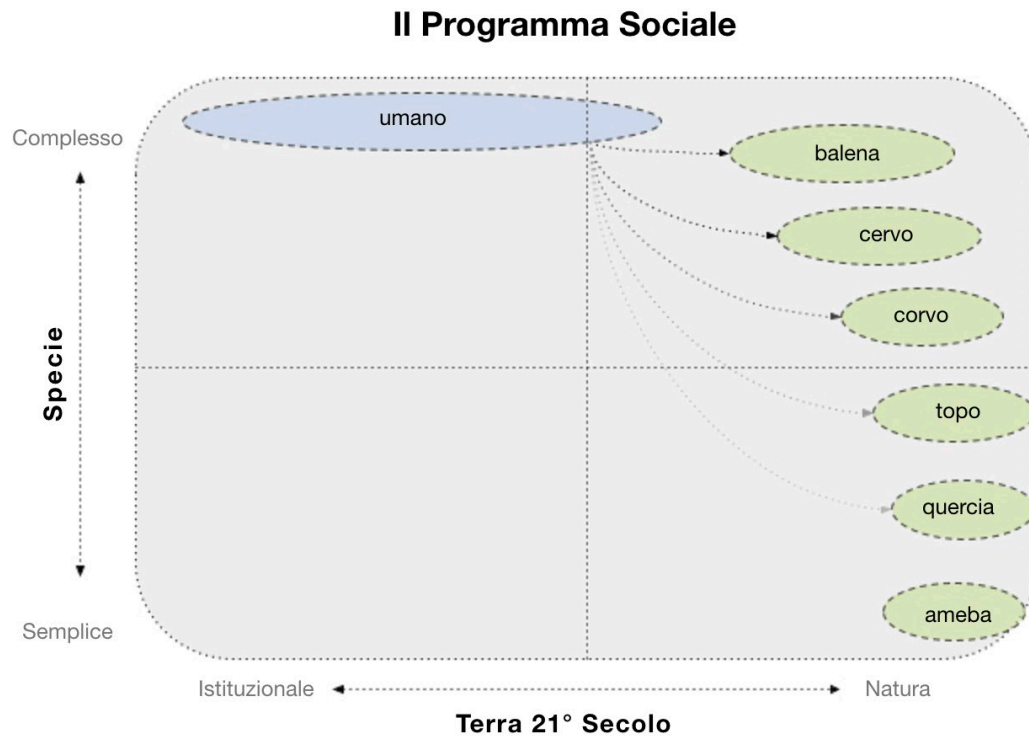 Il Programma Sociale
umano
Complesso
balena
cervo
corvo
Specie
topo
quercia
ameba
Semplice
Istituzionale
Natura
Terra 21° Secolo